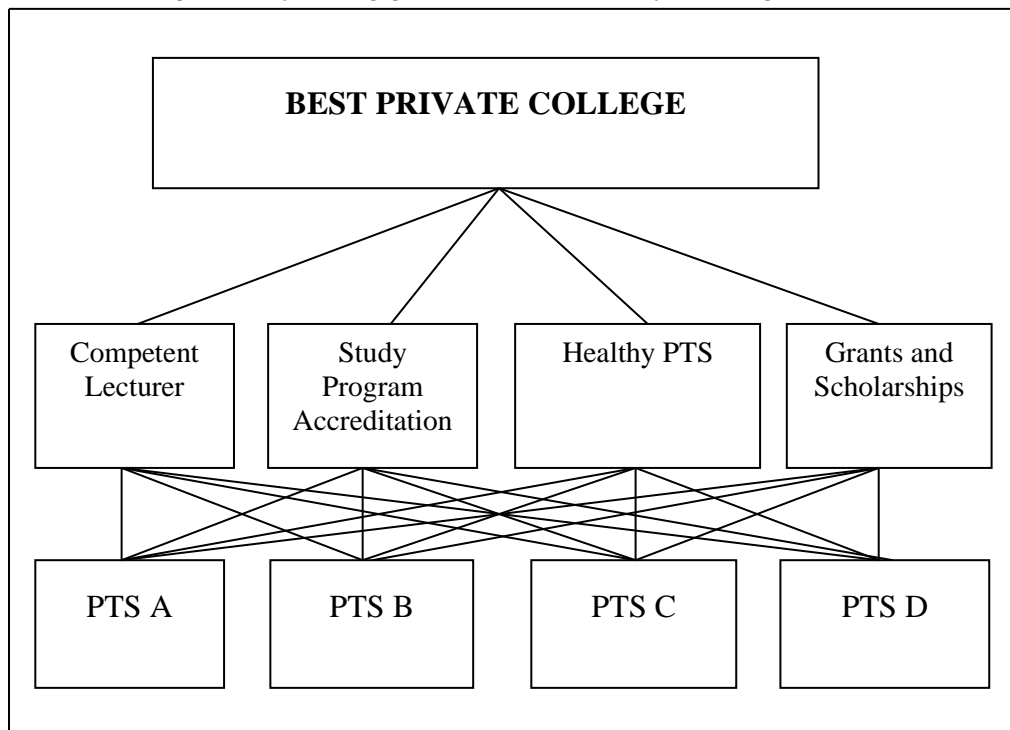 BEST PRIVATE COLLEGE
Competent
Lecturer
Study
Program
Accreditation
Healthy PTS
Grants and
Scholarships
PTS A
PTS B
PTS C
PTS D